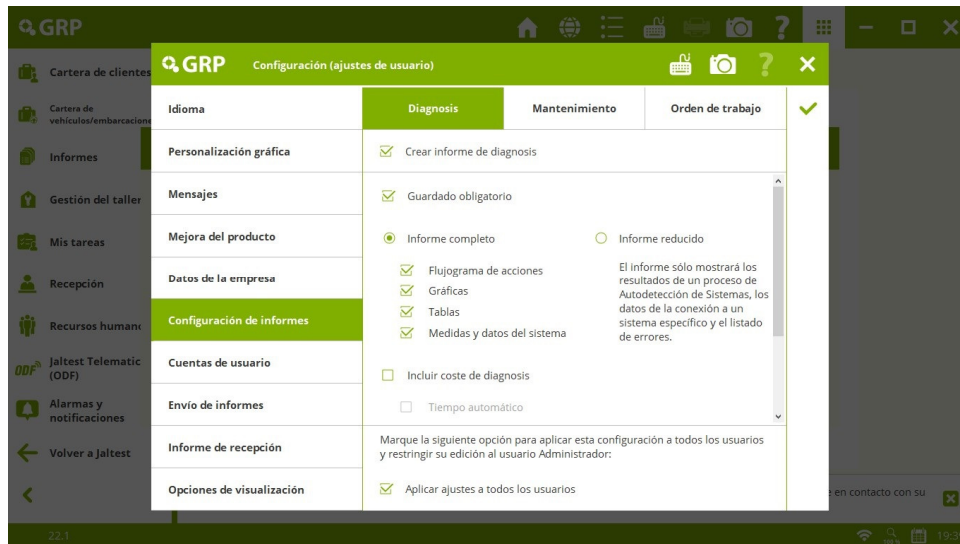 GRP
?
Cartera de clientes
Cartera de
vehículos/embarcacione
Informes
Gestión del taller
Mis tareas
Recepción
Recursos human
Jaltest Telematic
(ODF)
Alarmas y
notificaciones
Volver a Jaltest
22.1
GRP Configuración (ajustes de usuario)
?
Idioma
Personalización gráfica
Mensajes
Mejora del producto
Datos de la empresa
Configuración de informes
Cuentas de usuario
Envío de informes
Informe de recepción
Opciones de visualización
Diagnosis Mantenimiento Orden de trabajo
Crear informe de diagnosis
Guardado obligatorio
Informe completo
Flujograma de acciones
Gráficas
Tablas
Medidas y datos del sistema
Informe reducido
El informe sólo mostrará los
resultados de un proceso de
Autodetección de Sistemas, los
datos de la conexión a un
sistema específico y el listado
de errores.
Incluir coste de diagnosis
Tiempo automático
Marque la siguiente opción para aplicar esta configuración a todos los usuarios
y restringir su edición al usuario Administrador:
Aplicar ajustes a todos los usuarios
en contacto con su
100 %